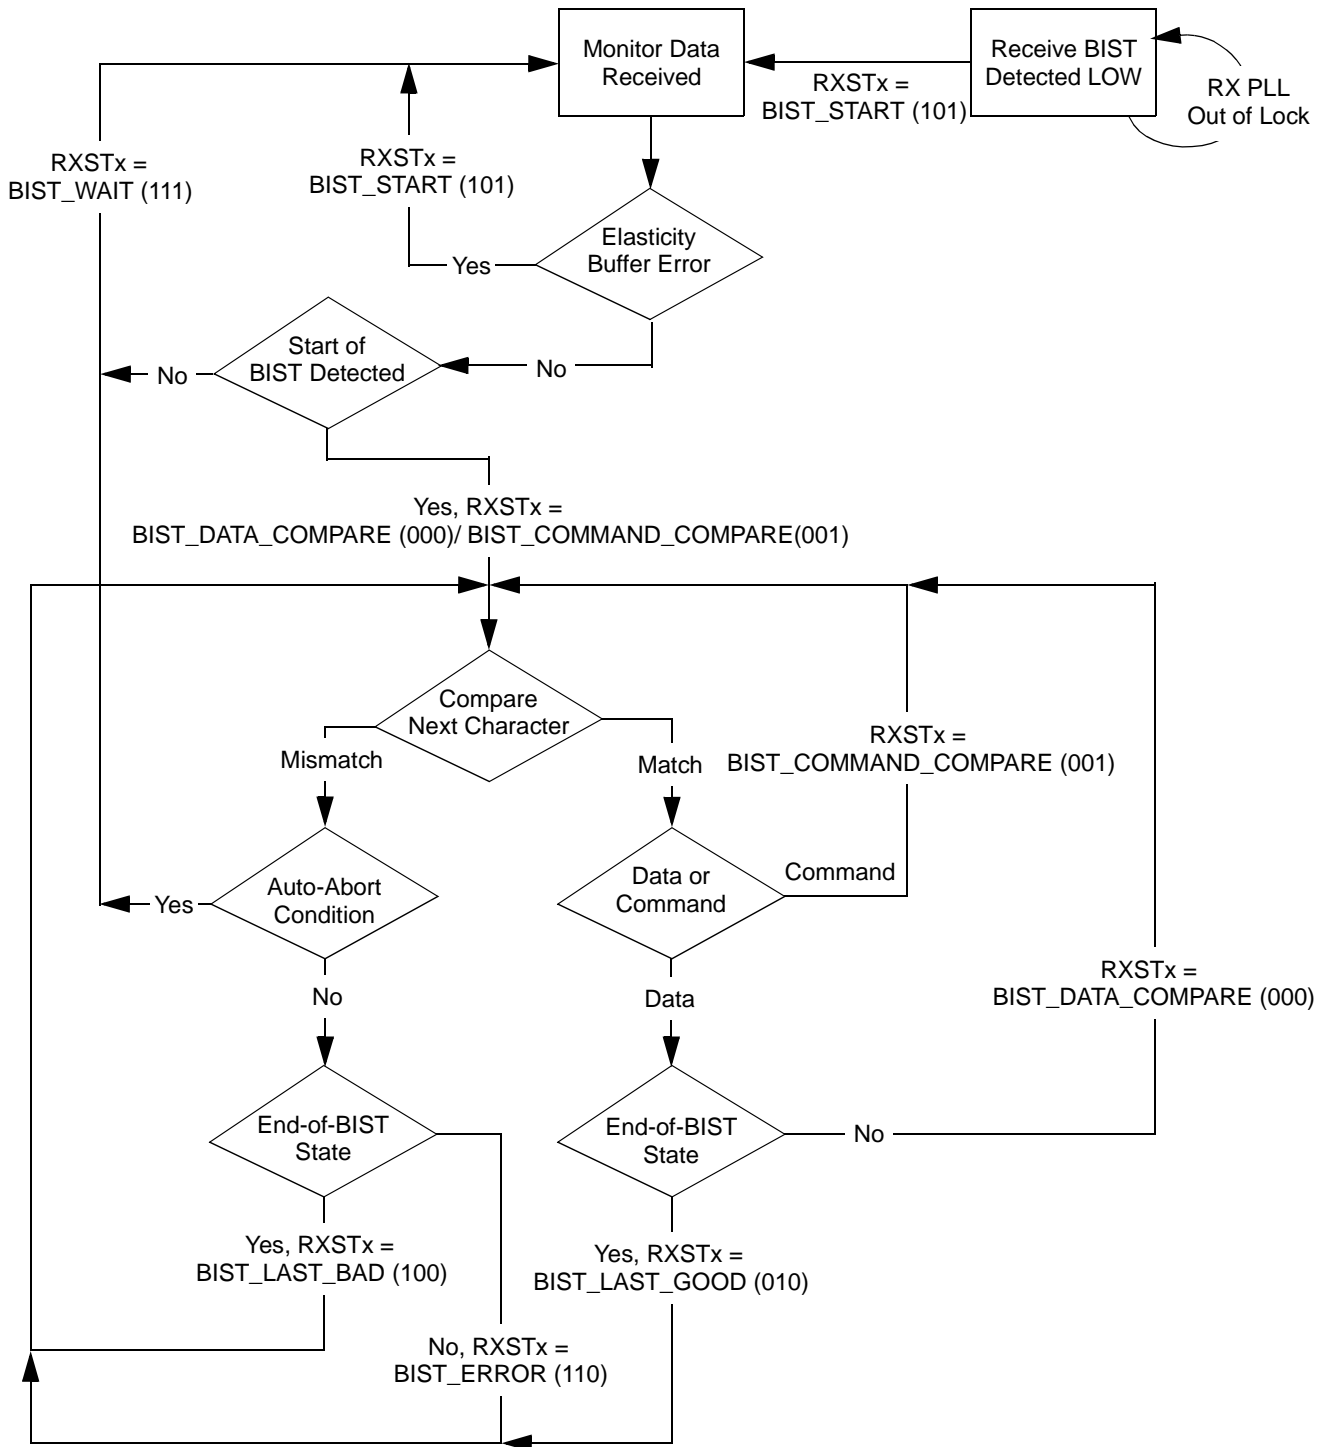 Monitor Data
Received
Receive BIST
Detected LOW
RX PLL
Out of Lock
RXSTx =
BIST_START (101)
RXSTx =
BIST_WAIT (111)
RXSTx =
BIST_START (101)
Elasticity
Buffer Error
Yes
Start of
BIST Detected
No
No
Yes, RXSTx =
BIST_DATA_COMPARE (000)/ BIST_COMMAND_COMPARE(001)
Compare
Next Character
Mismatch
Match
RXSTx =
BIST_COMMAND_COMPARE (001)
Auto-Abort
Condition
Yes
Data or
Command
Command
No
Data
RXSTx =
BIST_DATA_COMPARE (000)
End-of-BIST
State
End-of-BIST
State
No
Yes, RXSTx =
BIST_LAST_BAD (100)
Yes, RXSTx =
BIST_LAST_GOOD (010)
No, RXSTx =
BIST_ERROR (110)